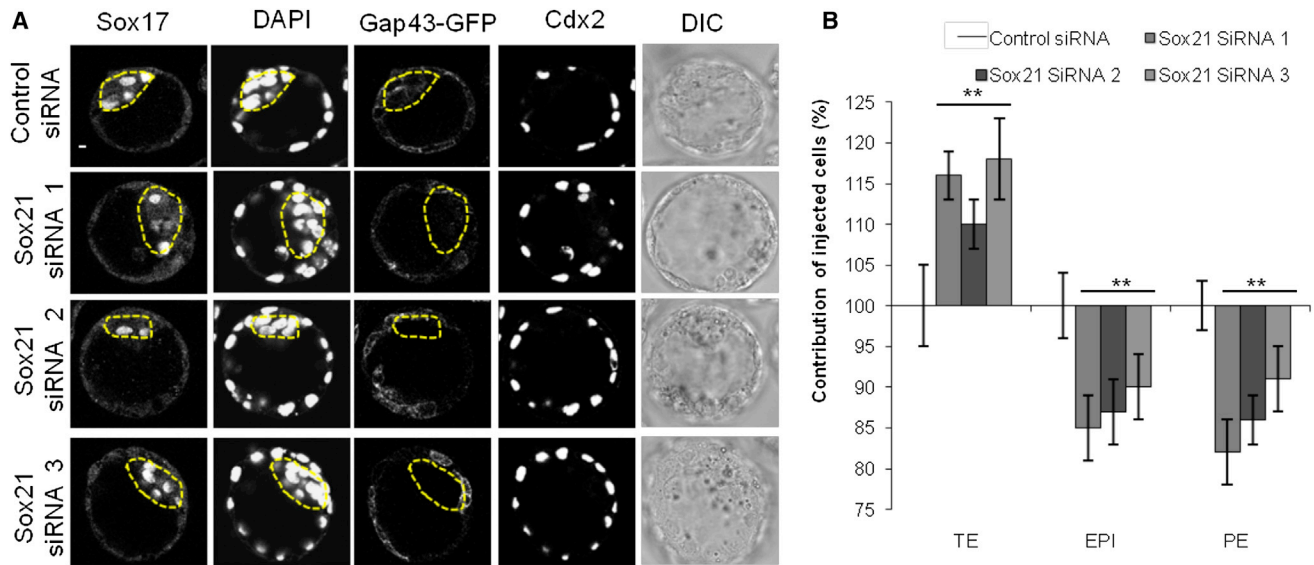 A
Sox17
DAPI
Gap43-GFP
Cdx2
DIC
Control
siRNA
Sox21
siRNA 1
Sox21
siRNA 2
Sox21
siRNA 3
B
Control siRNA
Sox21 SiRNA 1
Sox21 SiRNA 2
Sox21 SiRNA 3
Contribution of injected cells (%)
125
120
115
110
105
100
95
90
85
80
75
**
**
**
TE
EPI
PE